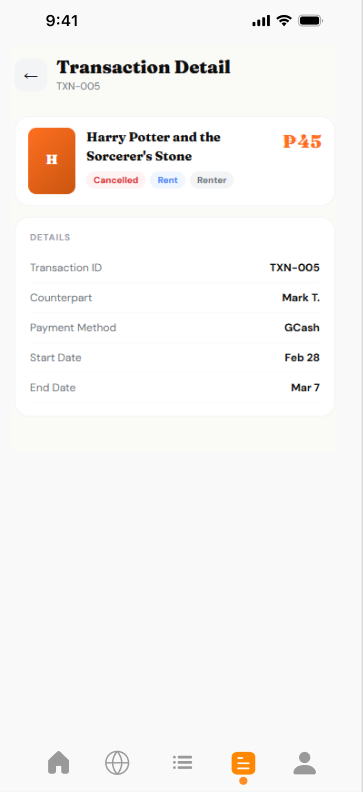 9:41
←
Transaction Detail
TXN-005
H
Harry Potter and the
Sorcerer's Stone
₱45
Cancelled Rent Renter
DETAILS
Transaction ID TXN-005
Counterpart Mark T.
Payment Method GCash
Start Date Feb 28
End Date Mar 7